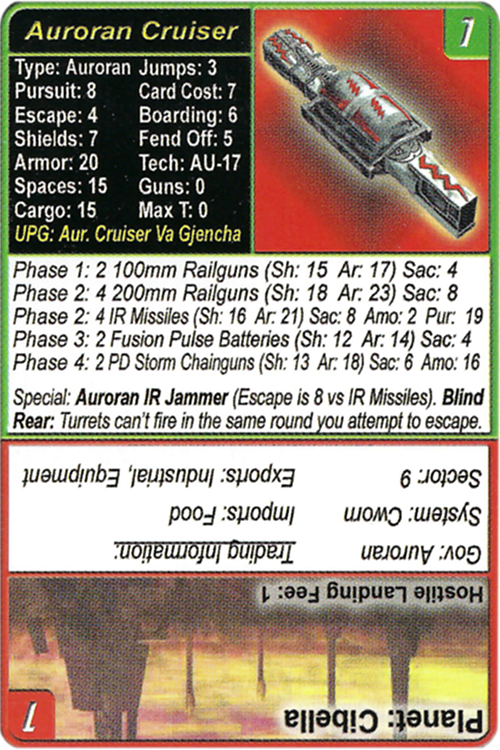 Auroran Cruiser
1
Type: Auroran Jumps: 3
Pursuit: 8 Card Cost: 7
Escape: 4 Boarding: 6
Shields: 7 Fend Off: 5
Armor: 20 Tech: AU-17
Spaces: 15 Guns: 0
Cargo: 15 Max T: 0
UPG: Aur. Cruiser Va Gjencha
Phase 1: 2 100mm Railguns (Sh: 15 Ar: 17) Sac: 4
Phase 2: 4 200mm Railguns (Sh: 18 Ar: 23) Sac: 8
Phase 2: 4 IR Missiles (Sh: 16 Ar: 21) Sac: 8 Amo: 2 Pur: 19
Phase 3: 2 Fusion Pulse Batteries (Sh: 12 Ar: 14) Sac: 4
Phase 4: 2 PD Storm Chainguns (Sh: 13 Ar: 18) Sac: 6 Amo: 16
Special: Auroran IR Jammer (Escape is 8 vs IR Missiles). Blind
Rear: Turrets can't fire in the same round you attempt to escape.
Planet: Cibella
1
Hostile Landing Fee: 1
Gov: Auroran Trading Information:
System: Cworn Imports: Food
Sector: 9 Exports: Industrial, Equipment